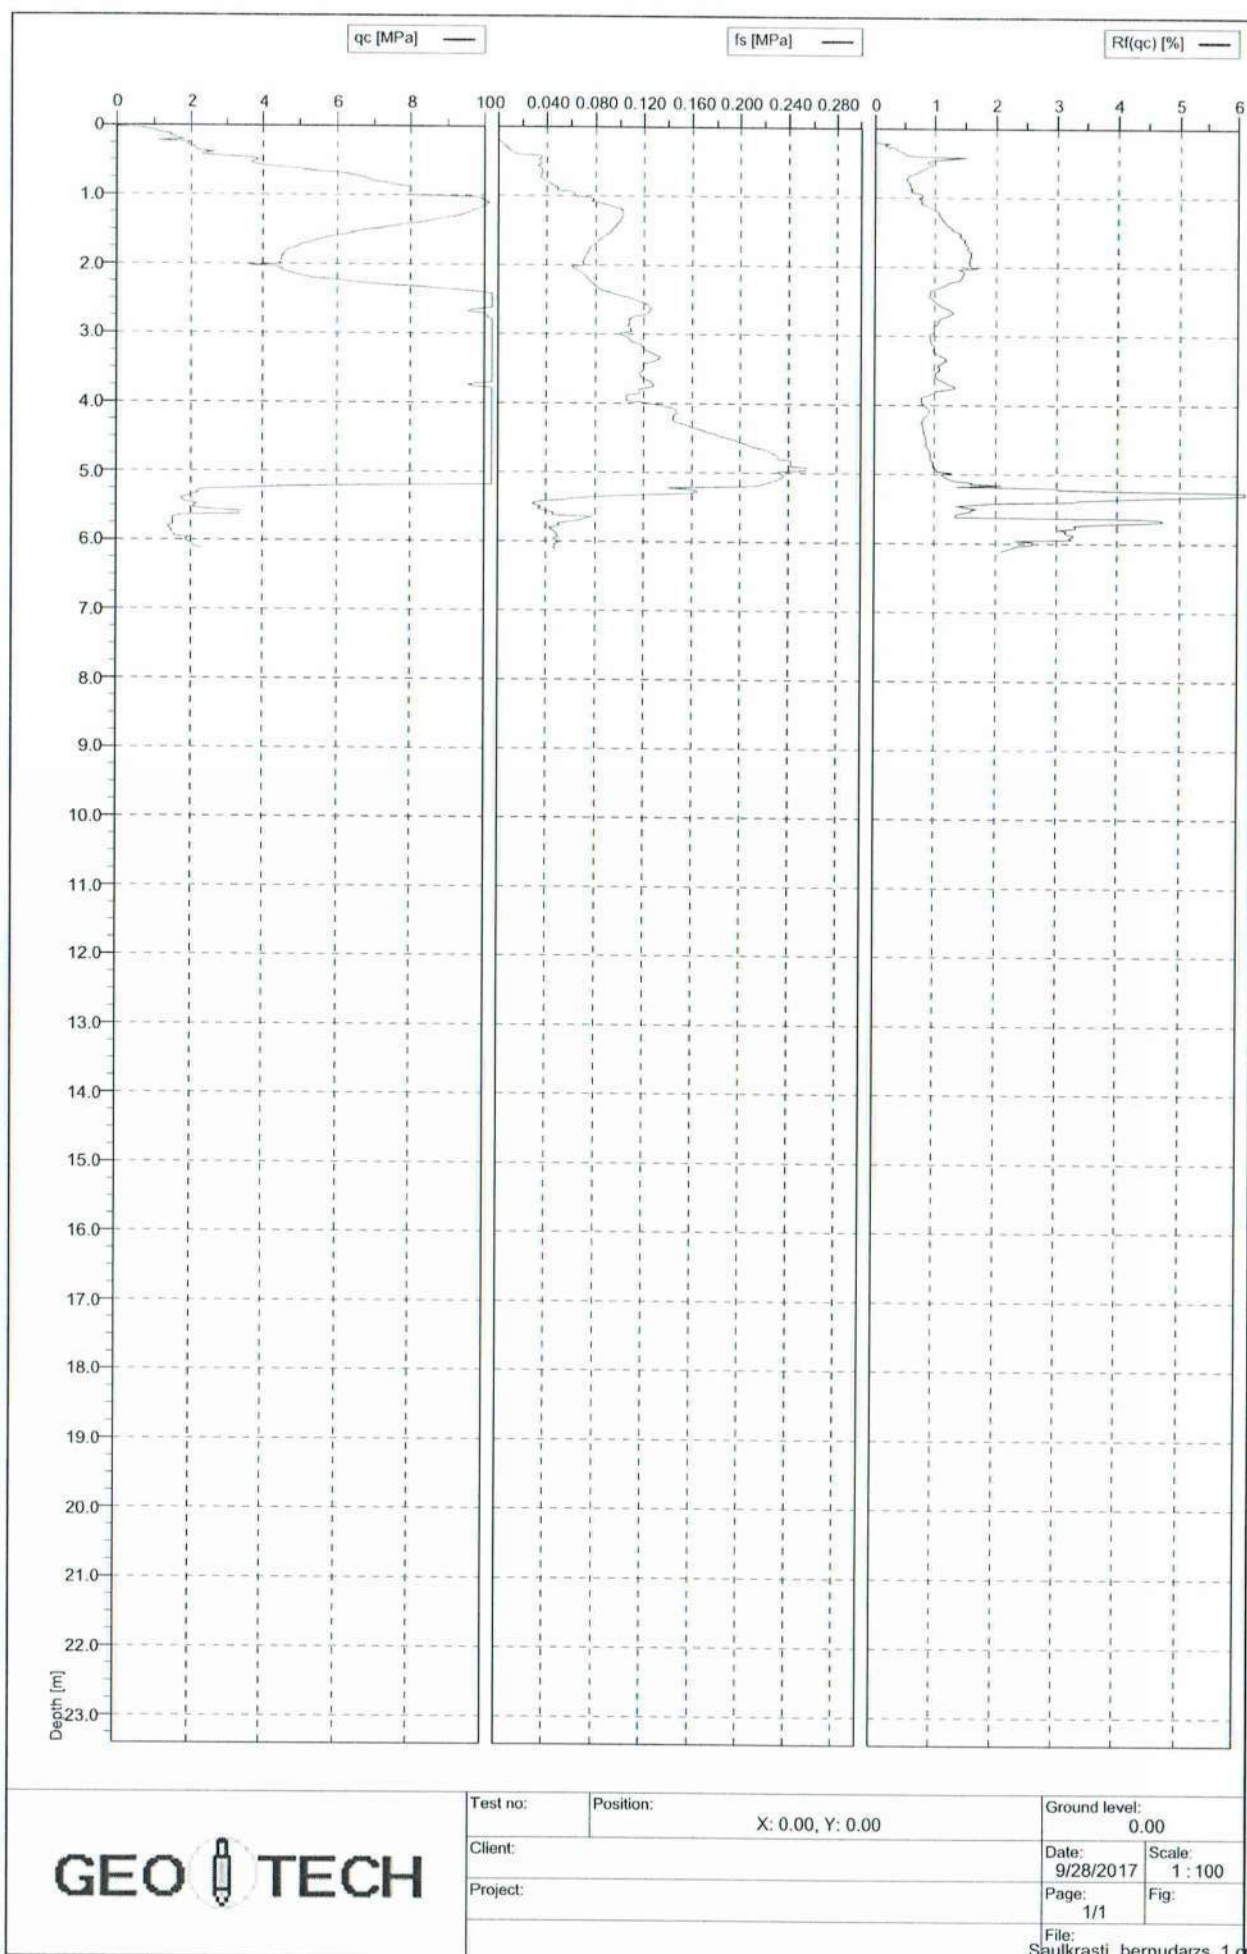 qc [MPa]
fs [MPa]
Rf(qc) [%]
0 2 4 6 8 100 0.040 0.080 0.120 0.160 0.200 0.240 0.280 0 1 2 3 4 5 6
0
1.0
2.0
3.0
4.0
5.0
6.0
7.0
8.0
9.0
10.0
11.0
12.0
13.0
14.0
15.0
16.0
17.0
18.0
19.0
20.0
21.0
22.0
23.0
Depth [m]
GEO TECH
Test no:
Position:
X: 0.00, Y: 0.00
Ground level:
0.00
Client:
Date:
9/28/2017
Scale:
1 : 100
Project:
Page:
1/1
Fig:
File:
Saulkrasti_bernudarzs_1